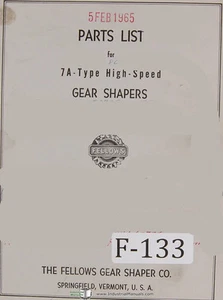 5 FEB 1965
PARTS LIST
for
7A-Type High-Speed
GEAR SHAPERS
FELLOWS
F-133
THE FELLOWS GEAR SHAPER CO.
SPRINGFIELD, VERMONT, U. S. A.